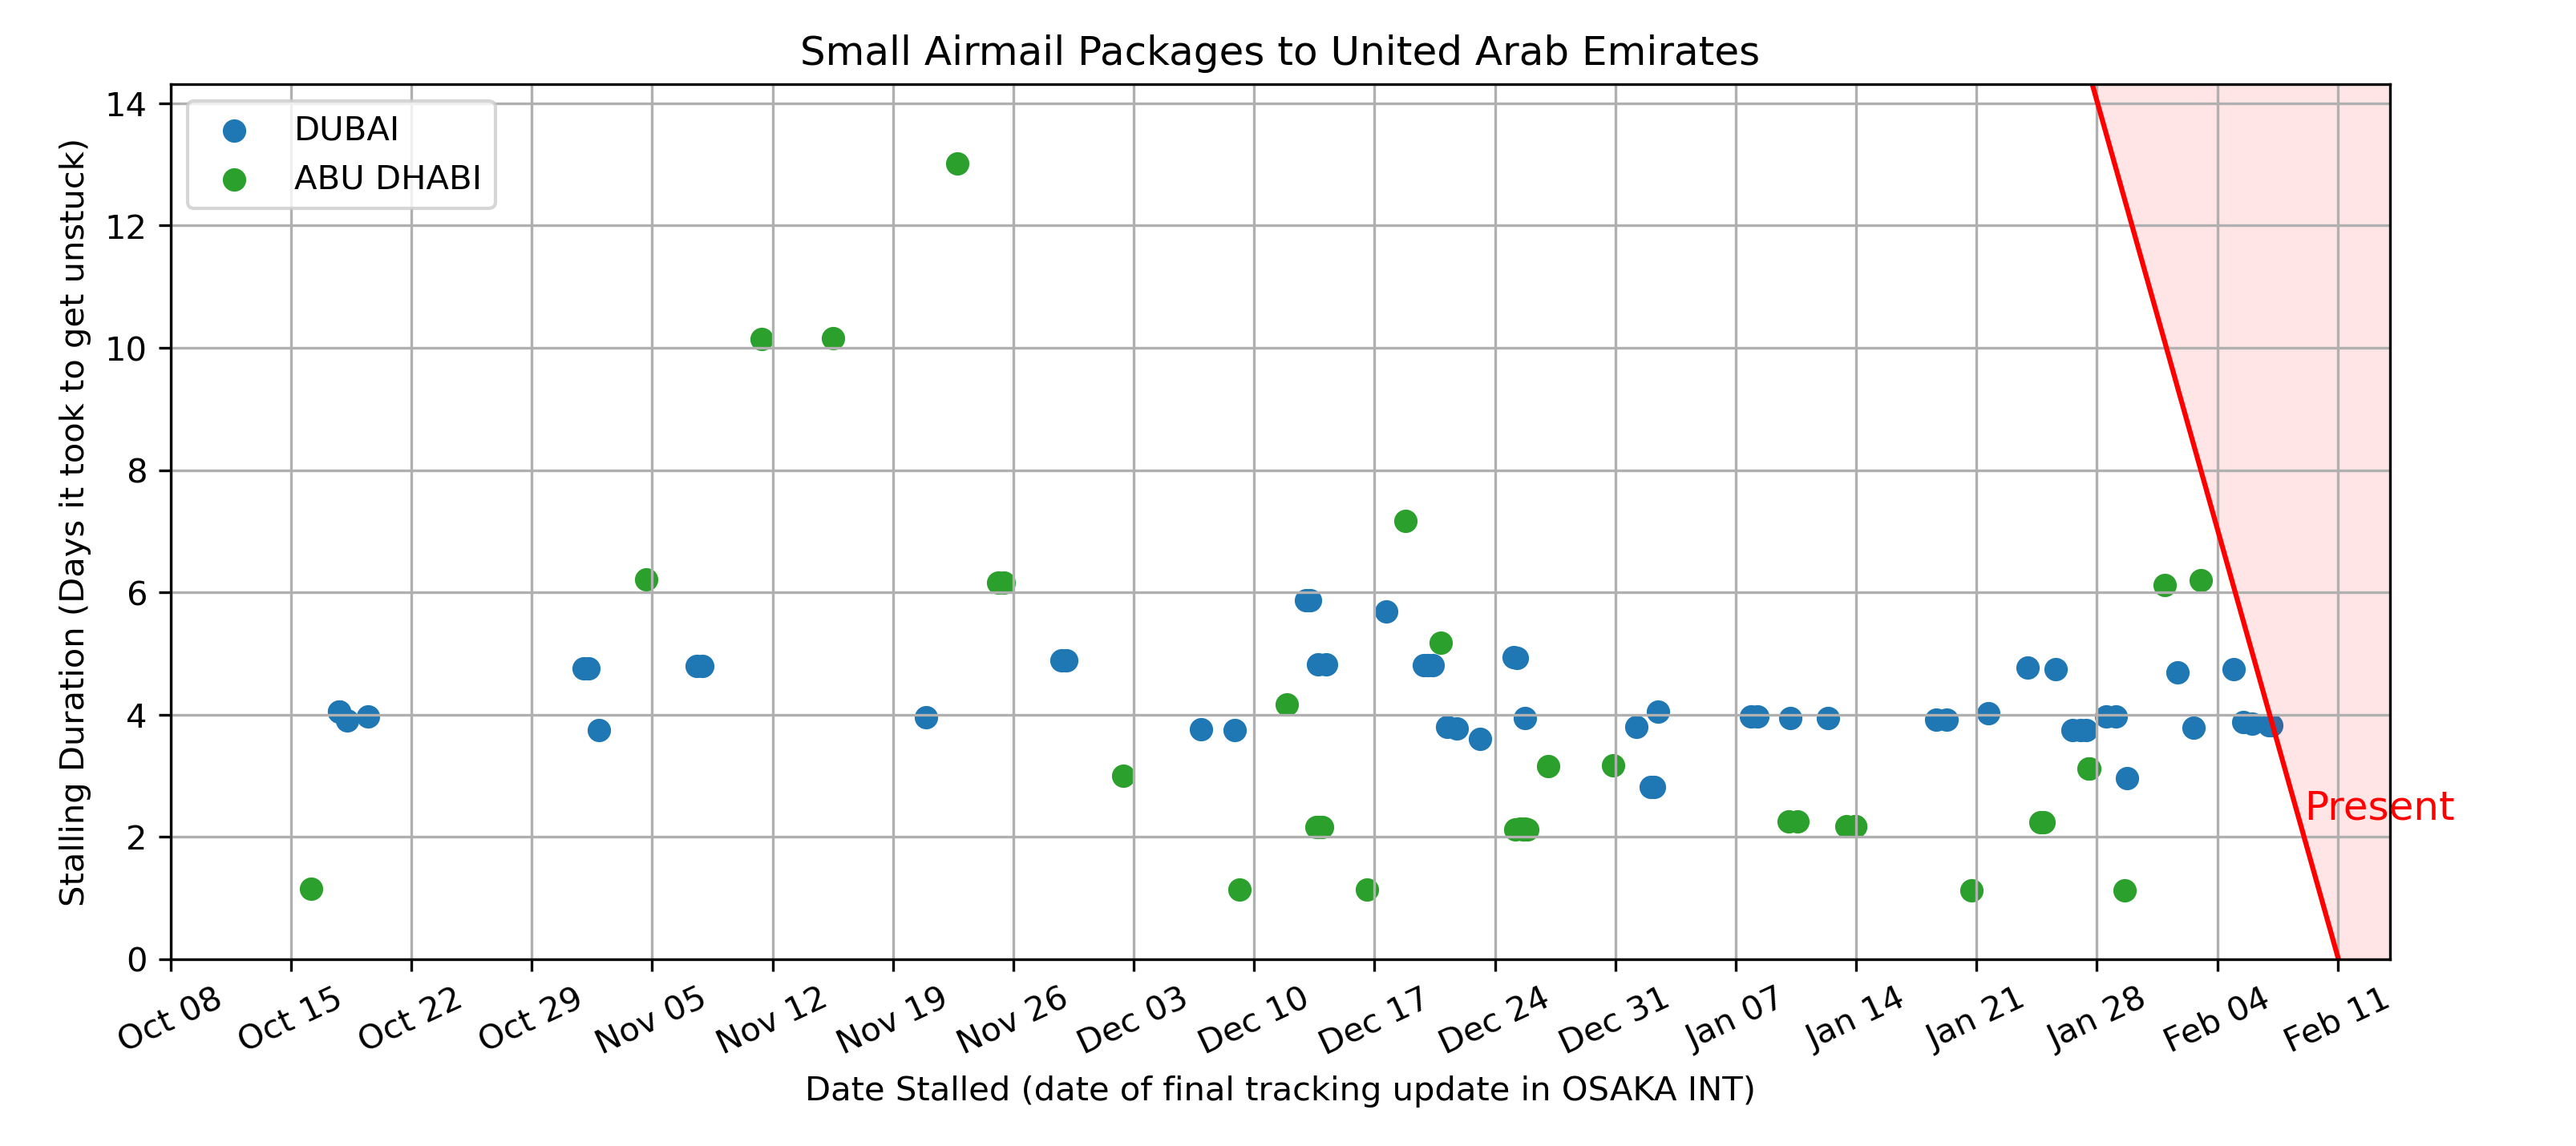 Small Airmail Packages to United Arab Emirates
DUBAI
ABU DHABI
Stalling Duration (Days it took to get unstuck)
14
12
10
8
6
4
2
0
Present
Oct 08
Oct 15
Oct 22
Oct 29
Nov 05
Nov 12
Nov 19
Nov 26
Dec 03
Dec 10
Dec 17
Dec 24
Dec 31
Jan 07
Jan 14
Jan 21
Jan 28
Feb 04
Feb 11
Date Stalled (date of final tracking update in OSAKA INT)